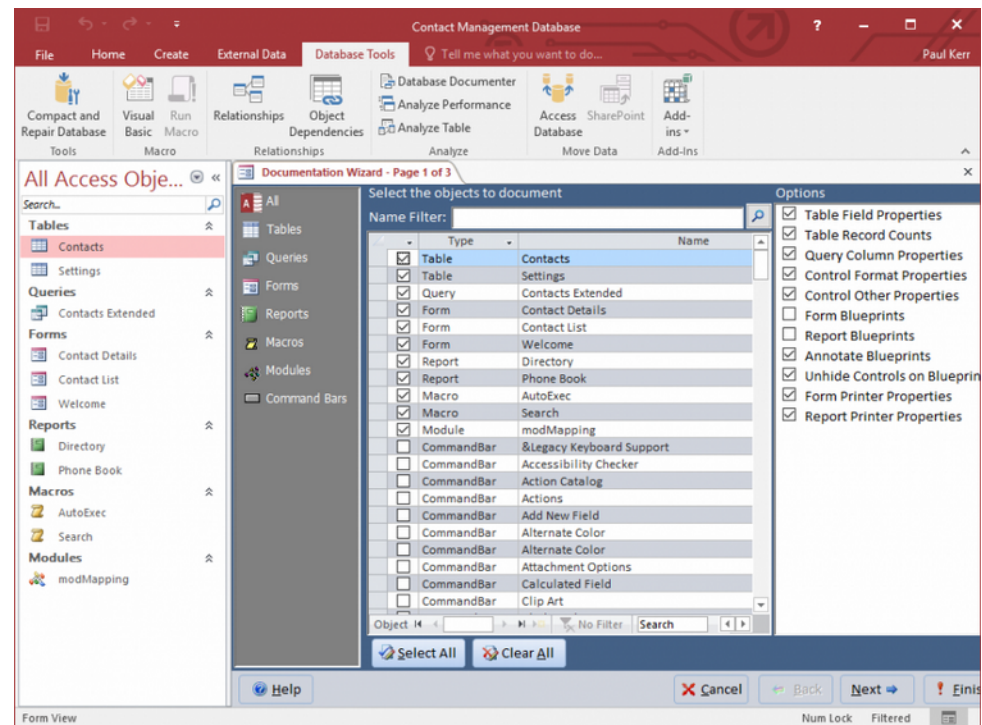 Contact Management Database
?
File Home Create External Data Database Tools Tell me what you want to do... Paul Kerr
Compact and Repair Database
Visual Basic
Run Macro
Relationships
Object Dependencies
Database Documenter
Analyze Performance
Analyze Table
Access Database
SharePoint
Add-ins
Tools Macro Relationships Analyze Move Data Add-Ins
All Access Obje...
Search...
Tables
Contacts
Settings
Queries
Contacts Extended
Forms
Contact Details
Contact List
Welcome
Reports
Directory
Phone Book
Macros
AutoExec
Search
Modules
modMapping
Documentation Wizard - Page 1 of 3
All
Tables
Queries
Forms
Reports
Macros
Modules
Command Bars
Select the objects to document
Name Filter:
Type Name
Table Contacts
Table Settings
Query Contacts Extended
Form Contact Details
Form Contact List
Form Welcome
Report Directory
Report Phone Book
Macro AutoExec
Macro Search
Module modMapping
CommandBar &Legacy Keyboard Support
CommandBar Accessibility Checker
CommandBar Action Catalog
CommandBar Actions
CommandBar Add New Field
CommandBar Alternate Color
CommandBar Alternate Color
CommandBar Attachment Options
CommandBar Calculated Field
CommandBar Clip Art
Object No Filter Search
Select All Clear All
Options
Table Field Properties
Table Record Counts
Query Column Properties
Control Format Properties
Control Other Properties
Form Blueprints
Report Blueprints
Annotate Blueprints
Unhide Controls on Blueprin
Form Printer Properties
Report Printer Properties
Help Cancel Back Next Finis
Form View Num Lock Filtered